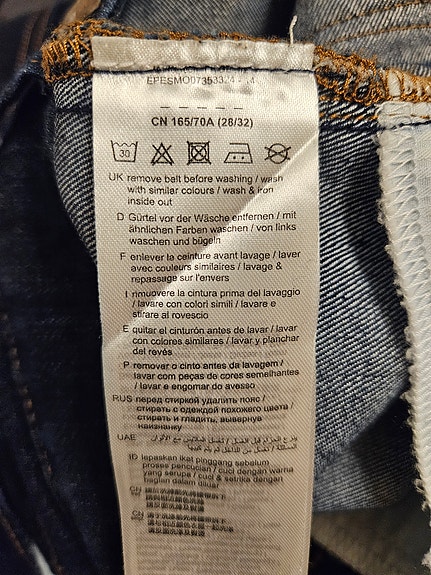 CN 165/70A (28/32)
30
UK remove belt before washing / wash
with similar colours / wash & iron
inside out
D Gürtel vor der Wäsche entfernen / mit
ähnlichen Farben waschen / von links
waschen und bügeln
F enlever la ceinture avant lavage / laver
avec couleurs similaires / lavage &
repassage sur l'envers
I rimuovere la cintura prima del lavaggio
/ lavare con colori simili / lavare e
stirare al rovescio
E quitar el cinturón antes de lavar / lavar
con colores similares / lavar y planchar
del revés
P remover o cinto antes da lavagem /
lavar com peças de cores semelhantes
/ lavar e engomar do avesso
RUS перед стиркой удалить пояс /
стирать с одеждой похожего цвета /
стирать и гладить, вывернув
наизнанку
UAE
ID lepaskan ikat pinggang sebelum
proses pencucian / cuci dengan warna
yang serupa / cuci & setrika dengan
bagian dalam diluar
CN